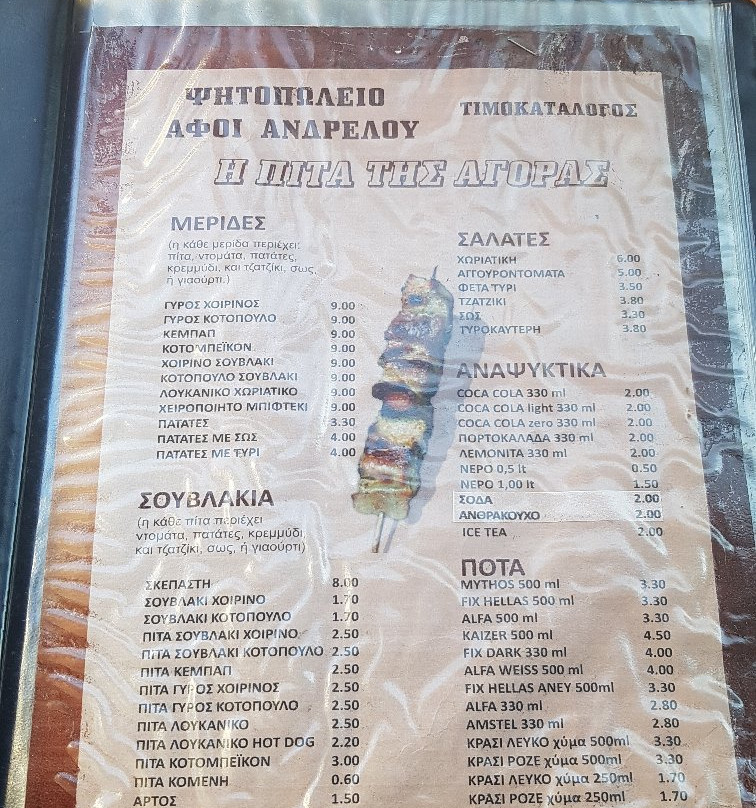 ΨΗΤΟΠΩΛΕΙΟ
ΑΦΟΙ ΑΝΔΡΕΛΟΥ
ΤΙΜΟΚΑΤΑΛΟΓΟΣ
Η ΠΙΤΑ ΤΗΣ ΑΓΟΡΑΣ
ΜΕΡΙΔΕΣ
(η κάθε μερίδα περιέχει:
πίτα, ντομάτα, πατάτες,
κρεμμύδι, και τζατζίκι, σως,
ή γιαούρτι.)
ΓΥΡΟΣ ΧΟΙΡΙΝΟΣ 9.00
ΓΥΡΟΣ ΚΟΤΟΠΟΥΛΟ 9.00
ΚΕΜΠΑΠ 9.00
ΚΟΤΟΜΠΕΪΚΟΝ 9.00
ΧΟΙΡΙΝΟ ΣΟΥΒΛΑΚΙ 9.00
ΚΟΤΟΠΟΥΛΟ ΣΟΥΒΛΑΚΙ 9.00
ΛΟΥΚΑΝΙΚΟ ΧΩΡΙΑΤΙΚΟ 9.00
ΧΕΙΡΟΠΟΙΗΤΟ ΜΠΙΦΤΕΚΙ 9.00
ΠΑΤΑΤΕΣ 3.30
ΠΑΤΑΤΕΣ ΜΕ ΣΩΣ 4.00
ΠΑΤΑΤΕΣ ΜΕ ΤΥΡΙ 4.00
ΣΟΥΒΛΑΚΙΑ
(η κάθε πίτα περιέχει
ντομάτα, πατάτες, κρεμμύδι,
και τζατζίκι, σως, ή γιαούρτι)
ΣΚΕΠΑΣΤΗ 8.00
ΣΟΥΒΛΑΚΙ ΧΟΙΡΙΝΟ 1.70
ΣΟΥΒΛΑΚΙ ΚΟΤΟΠΟΥΛΟ 1.70
ΠΙΤΑ ΣΟΥΒΛΑΚΙ ΧΟΙΡΙΝΟ 2.50
ΠΙΤΑ ΣΟΥΒΛΑΚΙ ΚΟΤΟΠΟΥΛΟ 2.50
ΠΙΤΑ ΚΕΜΠΑΠ 2.50
ΠΙΤΑ ΓΥΡΟΣ ΧΟΙΡΙΝΟΣ 2.50
ΠΙΤΑ ΓΥΡΟΣ ΚΟΤΟΠΟΥΛΟ 2.50
ΠΙΤΑ ΛΟΥΚΑΝΙΚΟ 2.50
ΠΙΤΑ ΛΟΥΚΑΝΙΚΟ HOT DOG 2.20
ΠΙΤΑ ΚΟΤΟΜΠΕΪΚΟΝ 3.00
ΠΙΤΑ ΚΟΜΕΝΗ 0.60
ΑΡΤΟΣ 1.50
ΣΑΛΑΤΕΣ
ΧΩΡΙΑΤΙΚΗ 6.00
ΑΓΓΟΥΡΟΝΤΟΜΑΤΑ 5.00
ΦΕΤΑ ΤΥΡΙ 3.50
ΤΖΑΤΖΙΚΙ 3.80
ΣΩΣ 3.30
ΤΥΡΟΚΑΥΤΕΡΗ 3.80
ΑΝΑΨΥΚΤΙΚΑ
COCA COLA 330 ml 2.00
COCA COLA light 330 ml 2.00
COCA COLA zero 330 ml 2.00
ΠΟΡΤΟΚΑΛΑΔΑ 330 ml 2.00
ΛΕΜΟΝΙΤΑ 330 ml 2.00
ΝΕΡΟ 0,5 lt 0.50
ΝΕΡΟ 1,00 lt 1.50
ΣΟΔΑ 2.00
ΑΝΘΡΑΚΟΥΧΟ 2.00
ICE TEA 2.00
ΠΟΤΑ
MYTHOS 500 ml 3.30
FIX HELLAS 500 ml 3.30
ALFA 500 ml 3.30
KAIZER 500 ml 4.50
FIX DARK 330 ml 4.00
ALFA WEISS 500 ml 4.00
FIX HELLAS ANEY 500ml 3.30
ALFA 330 ml 2.80
AMSTEL 330 ml 2.80
ΚΡΑΣΙ ΛΕΥΚΟ χύμα 500ml 3.30
ΚΡΑΣΙ ΡΟΖΕ χύμα 500ml 3.30
ΚΡΑΣΙ ΛΕΥΚΟ χύμα 250ml 1.70
ΚΡΑΣΙ ΡΟΖΕ χύμα 250ml 1.70